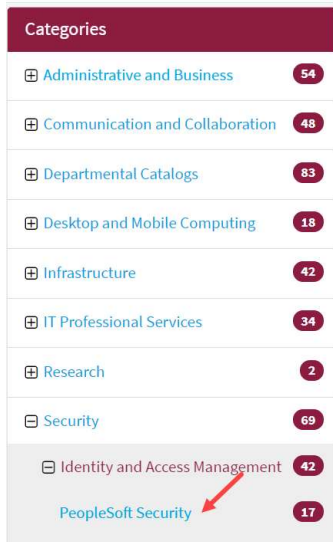 Categories
Administrative and Business 54
Communication and Collaboration 48
Departmental Catalogs 83
Desktop and Mobile Computing 18
Infrastructure 42
IT Professional Services 34
Research 2
Security 69
Identity and Access Management 42
PeopleSoft Security 17